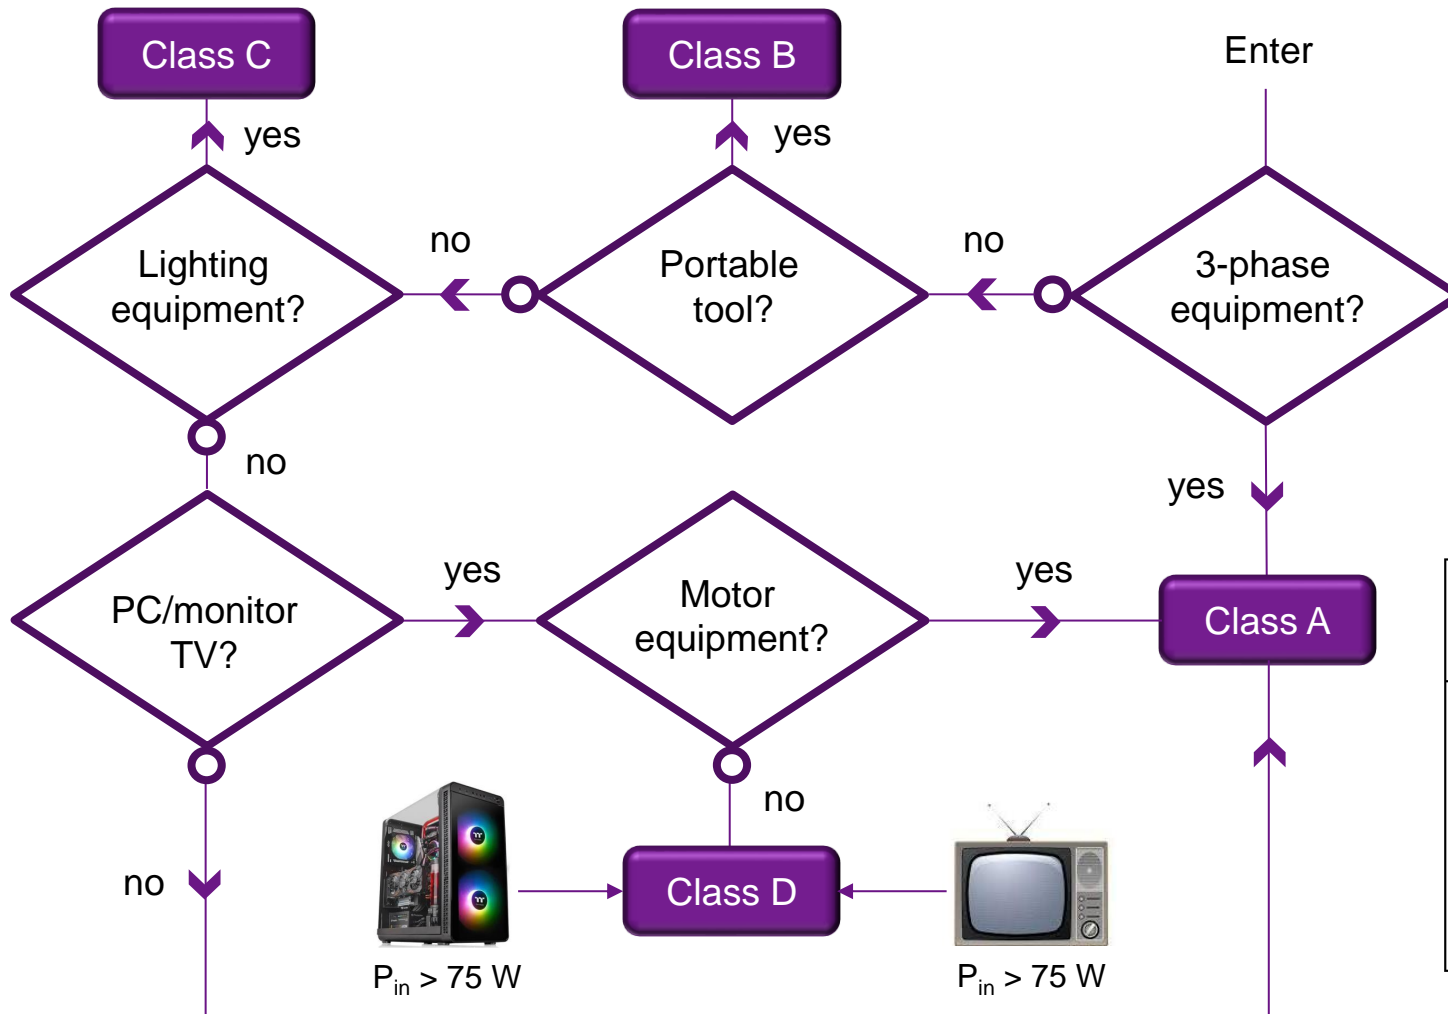 Class C
Class B
Enter
yes
yes
Lighting
equipment?
no
Portable
tool?
no
3-phase
equipment?
no
yes
PC/monitor
TV?
yes
Motor
equipment?
yes
Class A
no
no
Class D
Pin > 75 W
Pin > 75 W